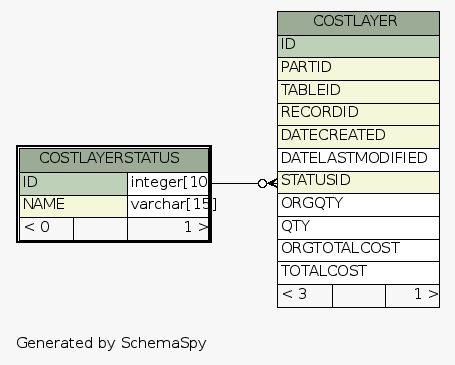 COSTLAYER
ID
PARTID
TABLEID
RECORDID
DATECREATED
DATELASTMODIFIED
STATUSID
ORGQTY
QTY
ORGTOTALCOST
TOTALCOST
< 3 1 >
COSTLAYERSTATUS
ID integer[10]
NAME varchar[15]
< 0 1 >
Generated by SchemaSpy